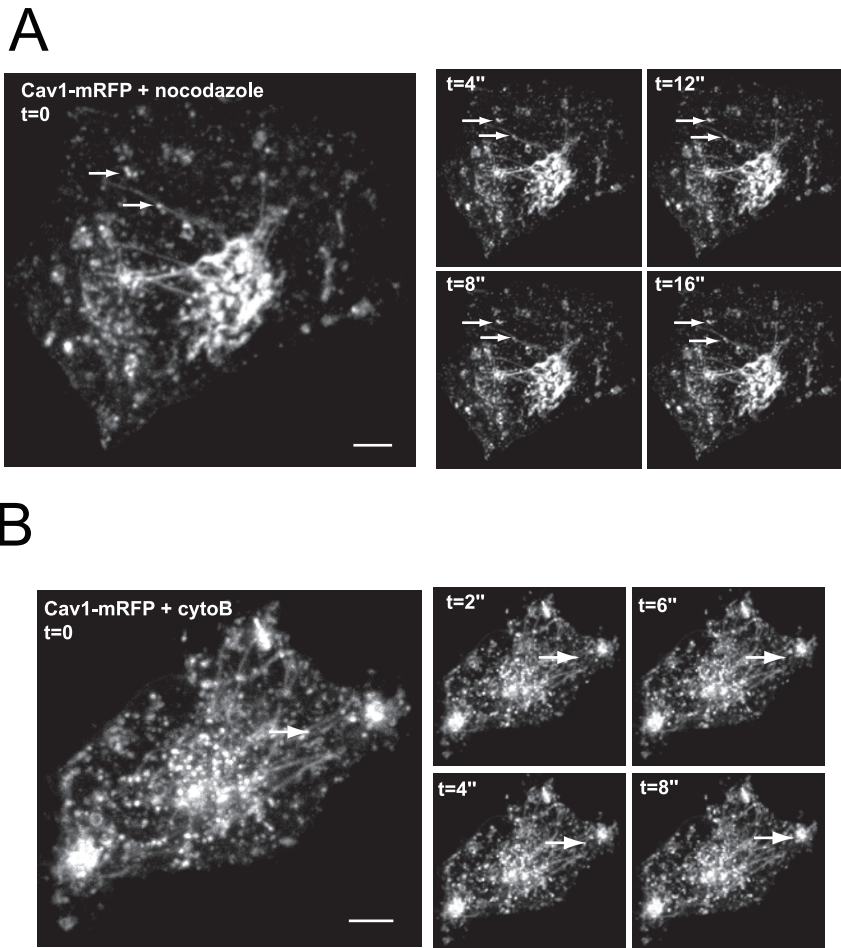 A
Cav1-mRFP + nocodazole
t=0
t=4"
t=12"
t=8"
t=16"
B
Cav1-mRFP + cytoB
t=0
t=2"
t=6"
t=4"
t=8"